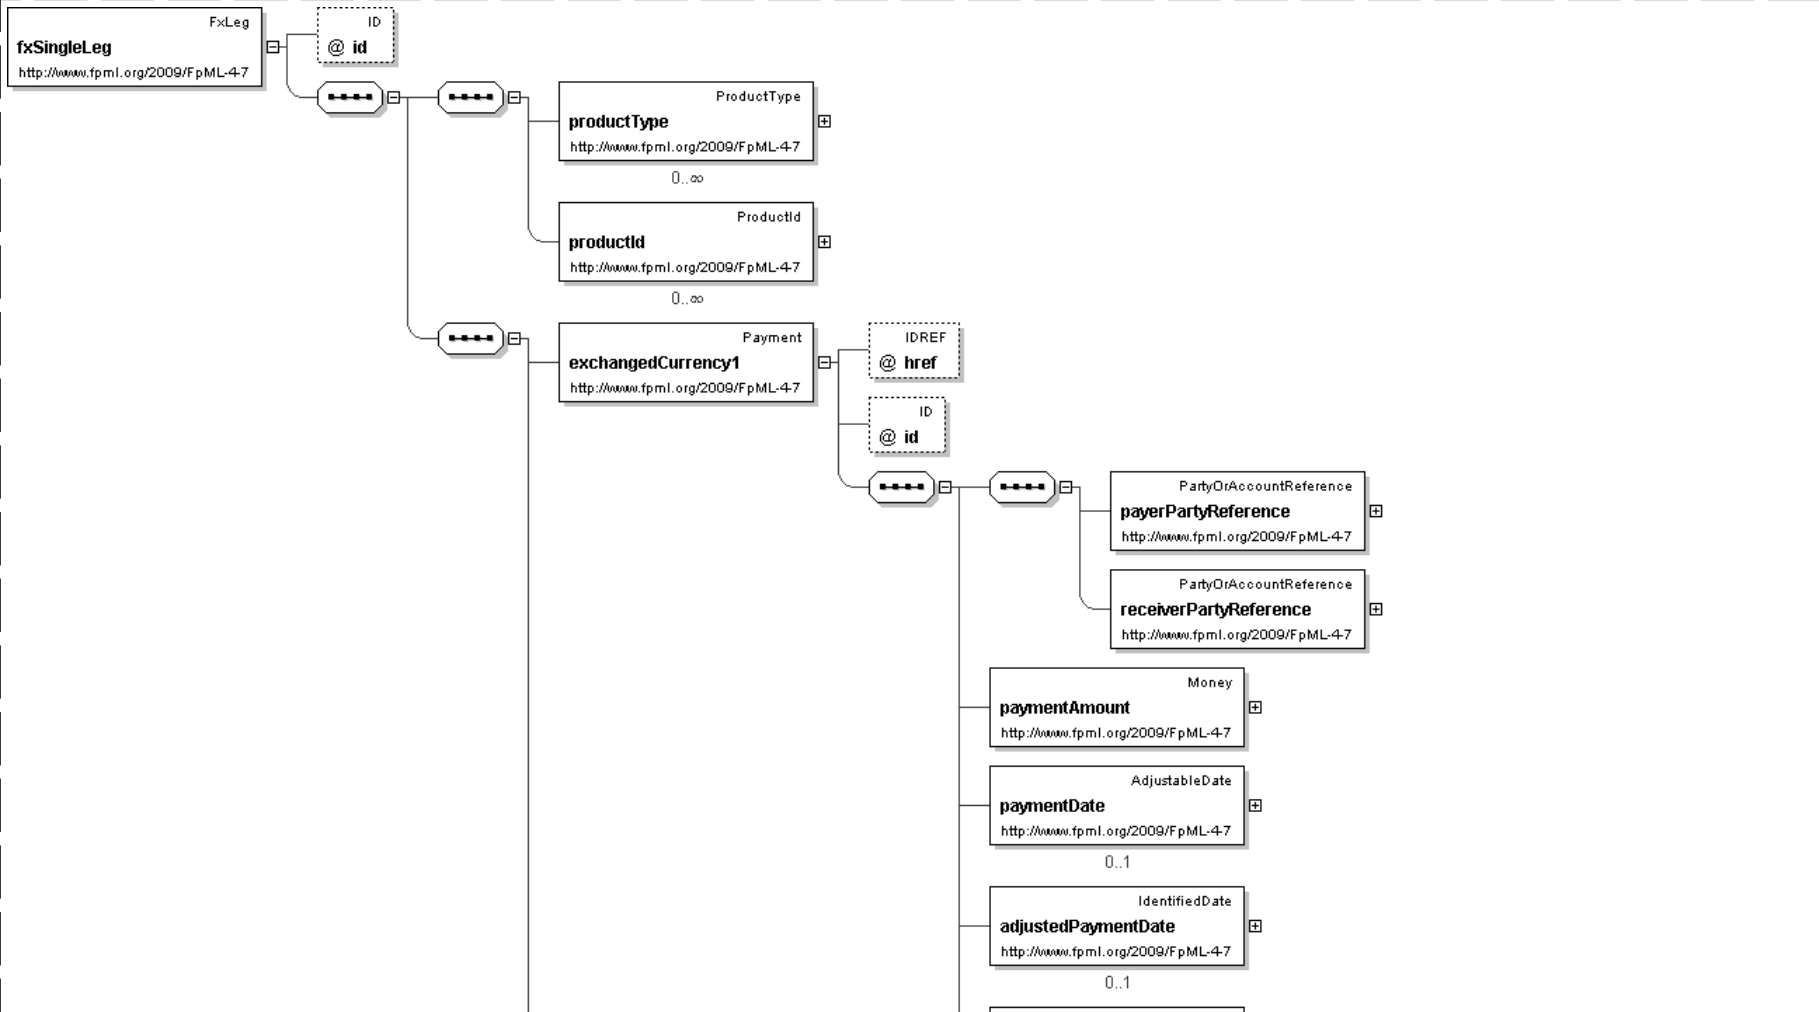 FxLeg
fxSingleLeg
http://www.fpml.org/2009/FpML-4-7
ID
@ id
ProductType
productType
http://www.fpml.org/2009/FpML-4-7
0..∞
ProductId
productId
http://www.fpml.org/2009/FpML-4-7
0..∞
Payment
exchangedCurrency1
http://www.fpml.org/2009/FpML-4-7
IDREF
@ href
ID
@ id
PartyOrAccountReference
payerPartyReference
http://www.fpml.org/2009/FpML-4-7
PartyOrAccountReference
receiverPartyReference
http://www.fpml.org/2009/FpML-4-7
Money
paymentAmount
http://www.fpml.org/2009/FpML-4-7
AdjustableDate
paymentDate
http://www.fpml.org/2009/FpML-4-7
0..1
IdentifiedDate
adjustedPaymentDate
http://www.fpml.org/2009/FpML-4-7
0..1